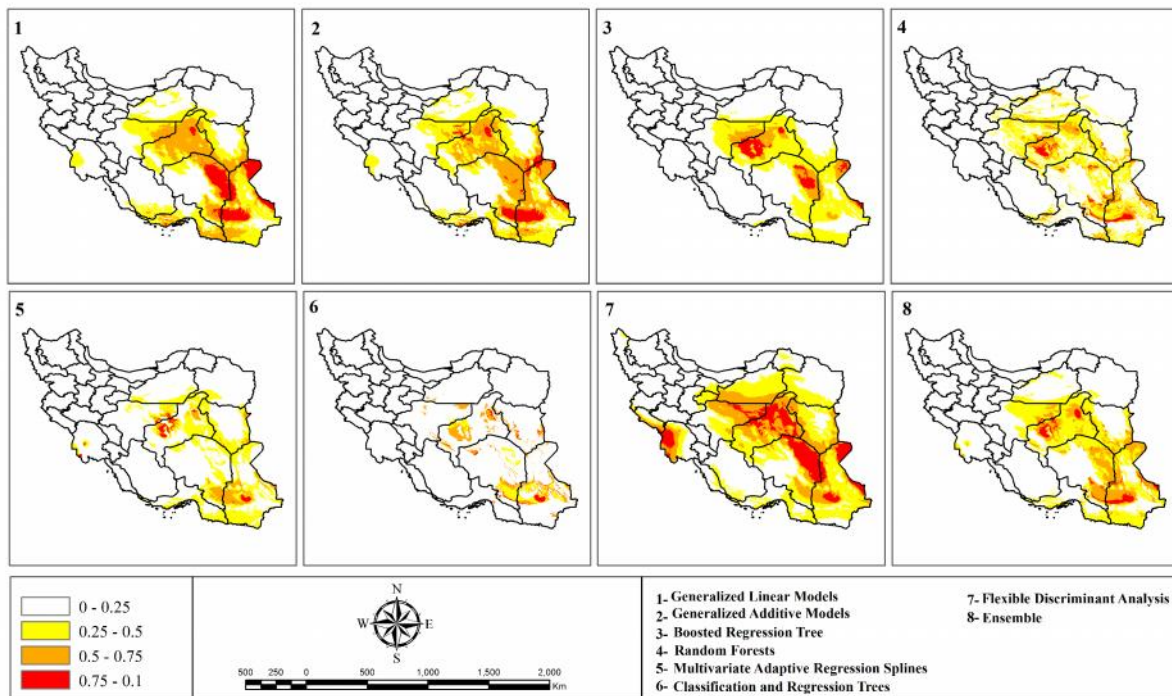 1
2
3
4
5
6
7
8
0 - 0.25
0.25 - 0.5
0.5 - 0.75
0.75 - 0.1
N
W E
S
500 250 0 500 1,000 1,500 2,000
Km
1- Generalized Linear Models
2- Generalized Additive Models
3- Boosted Regression Tree
4- Random Forests
5- Multivariate Adaptive Regression Splines
6- Classification and Regression Trees
7- Flexible Discriminant Analysis
8- Ensemble